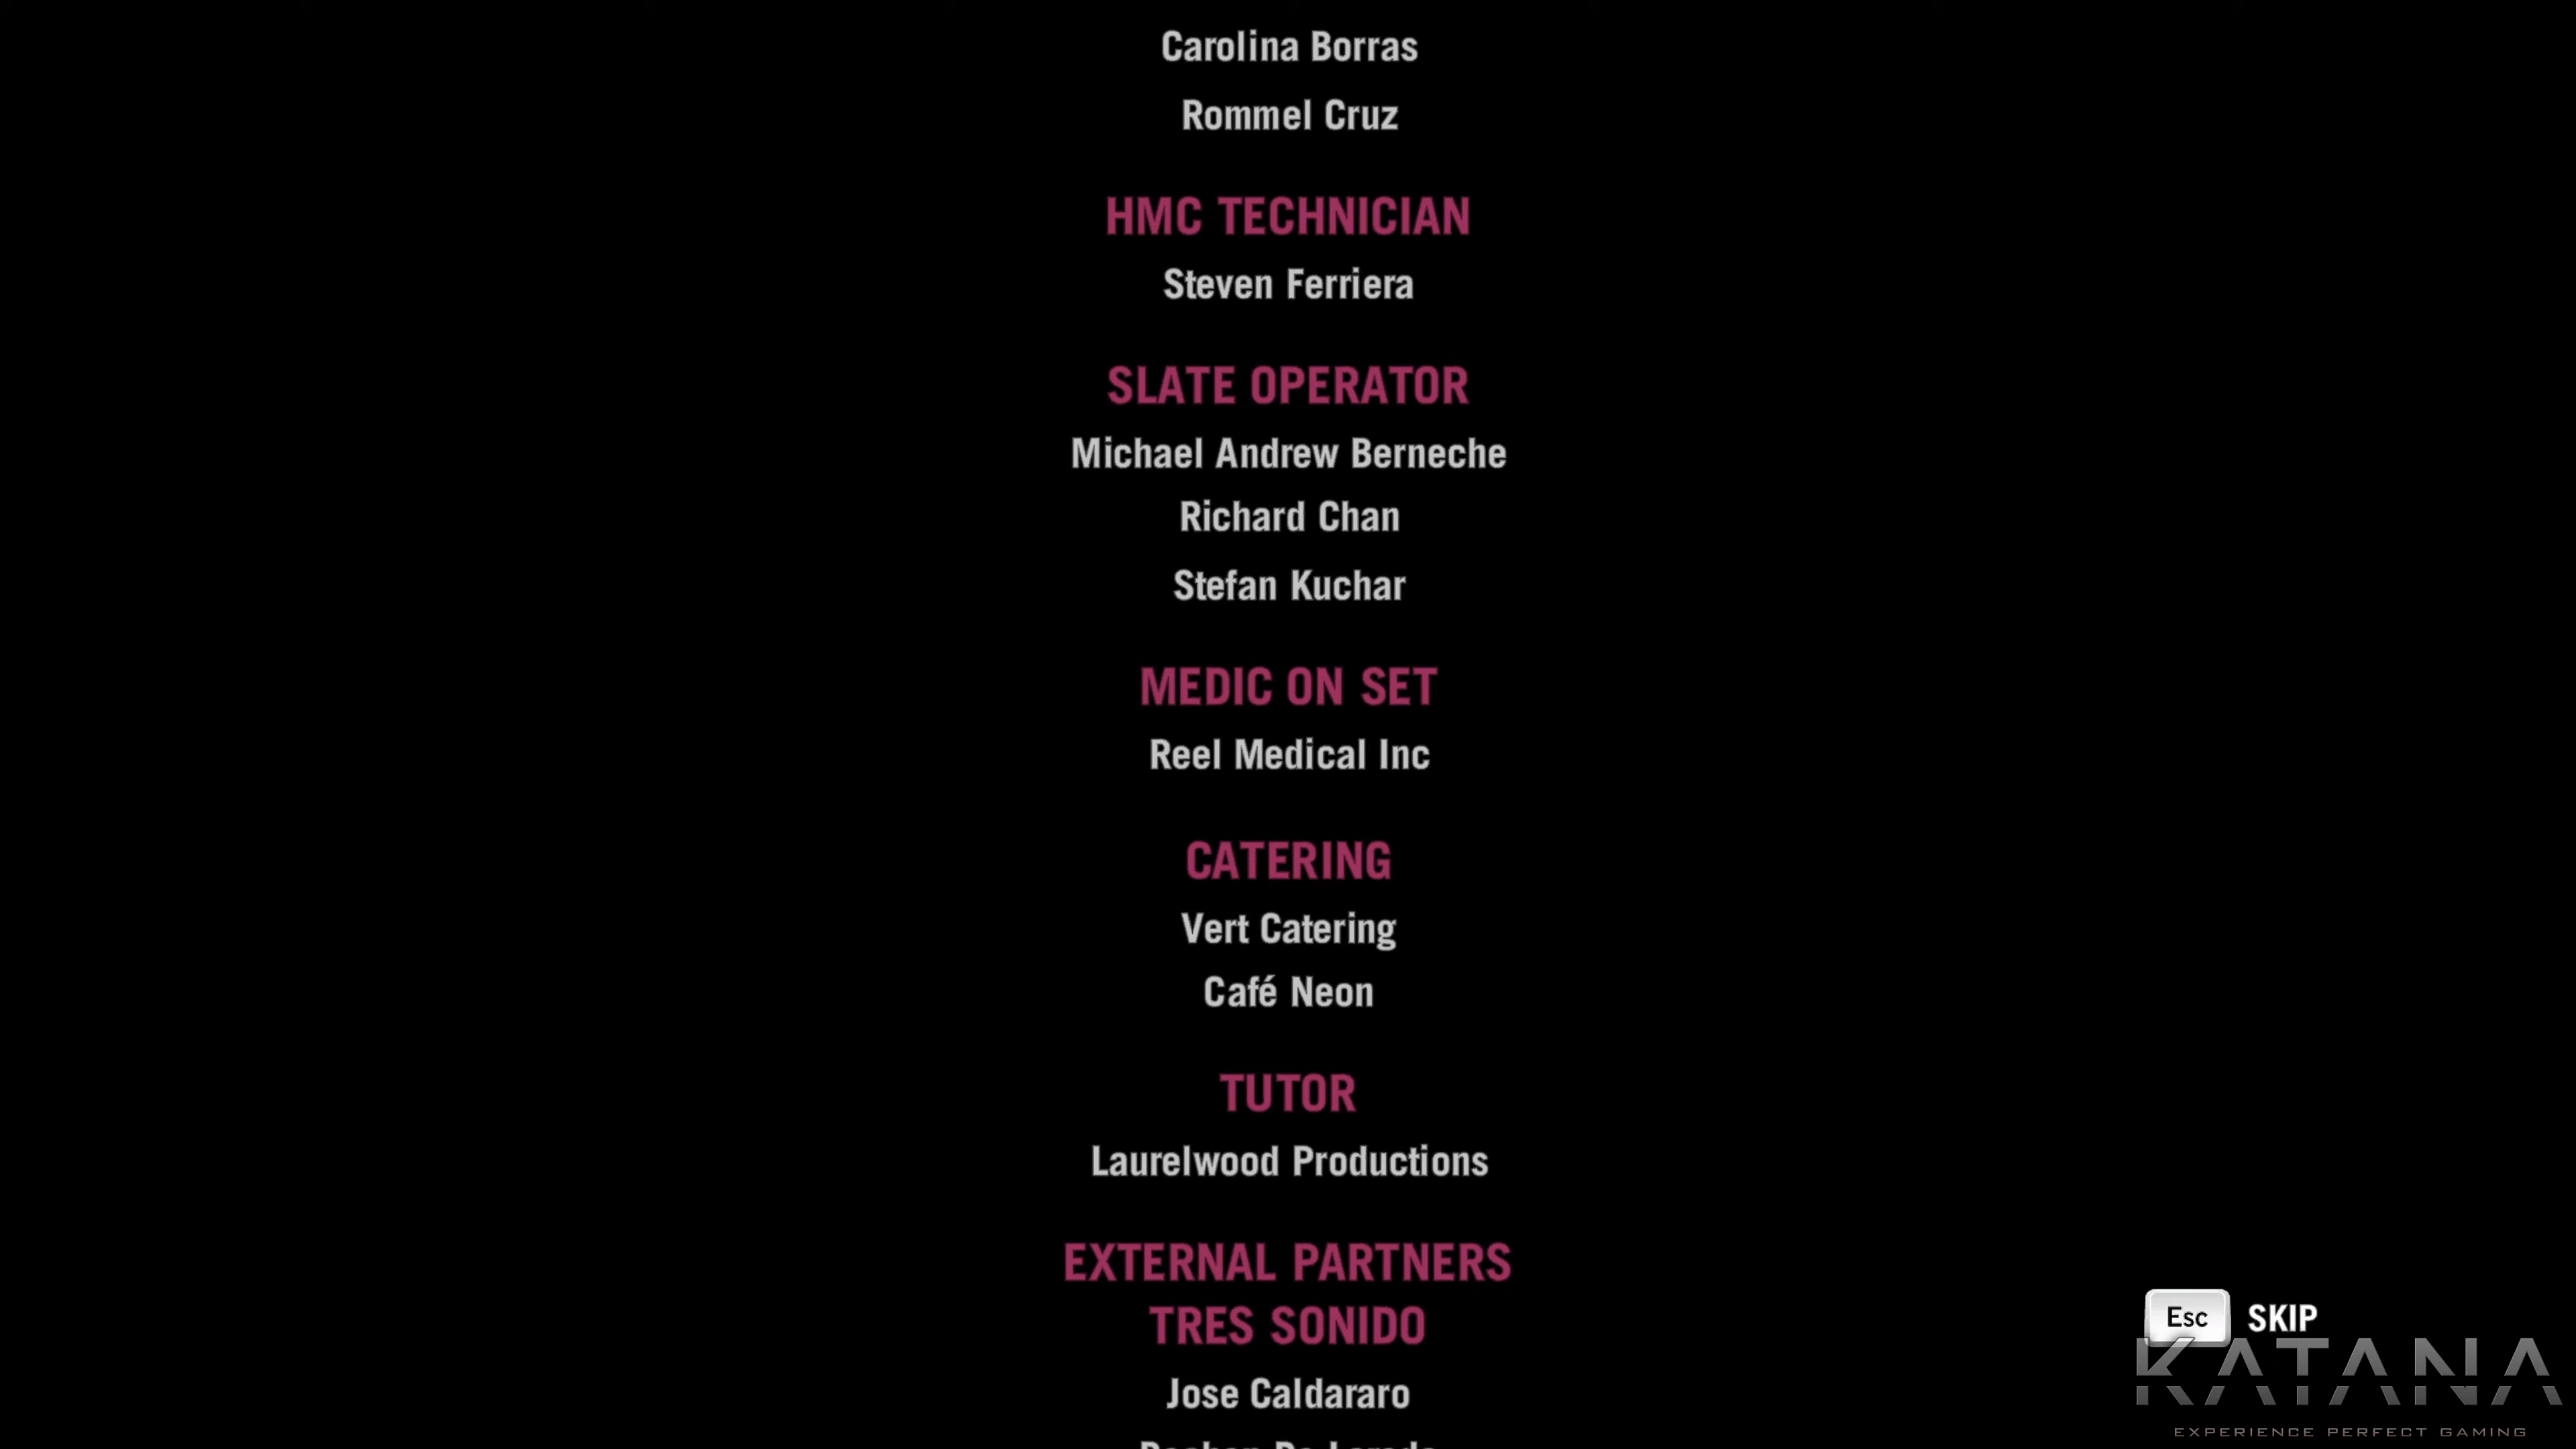 Carolina Borras
Rommel Cruz
HMC TECHNICIAN
Steven Ferriera
SLATE OPERATOR
Michael Andrew Berneche
Richard Chan
Stefan Kuchar
MEDIC ON SET
Reel Medical Inc
CATERING
Vert Catering
Café Neon
TUTOR
Laurelwood Productions
EXTERNAL PARTNERS
TRES SONIDO
Jose Caldararo
Esc SKIP
KATANA
EXPERIENCE PERFECT GAMING